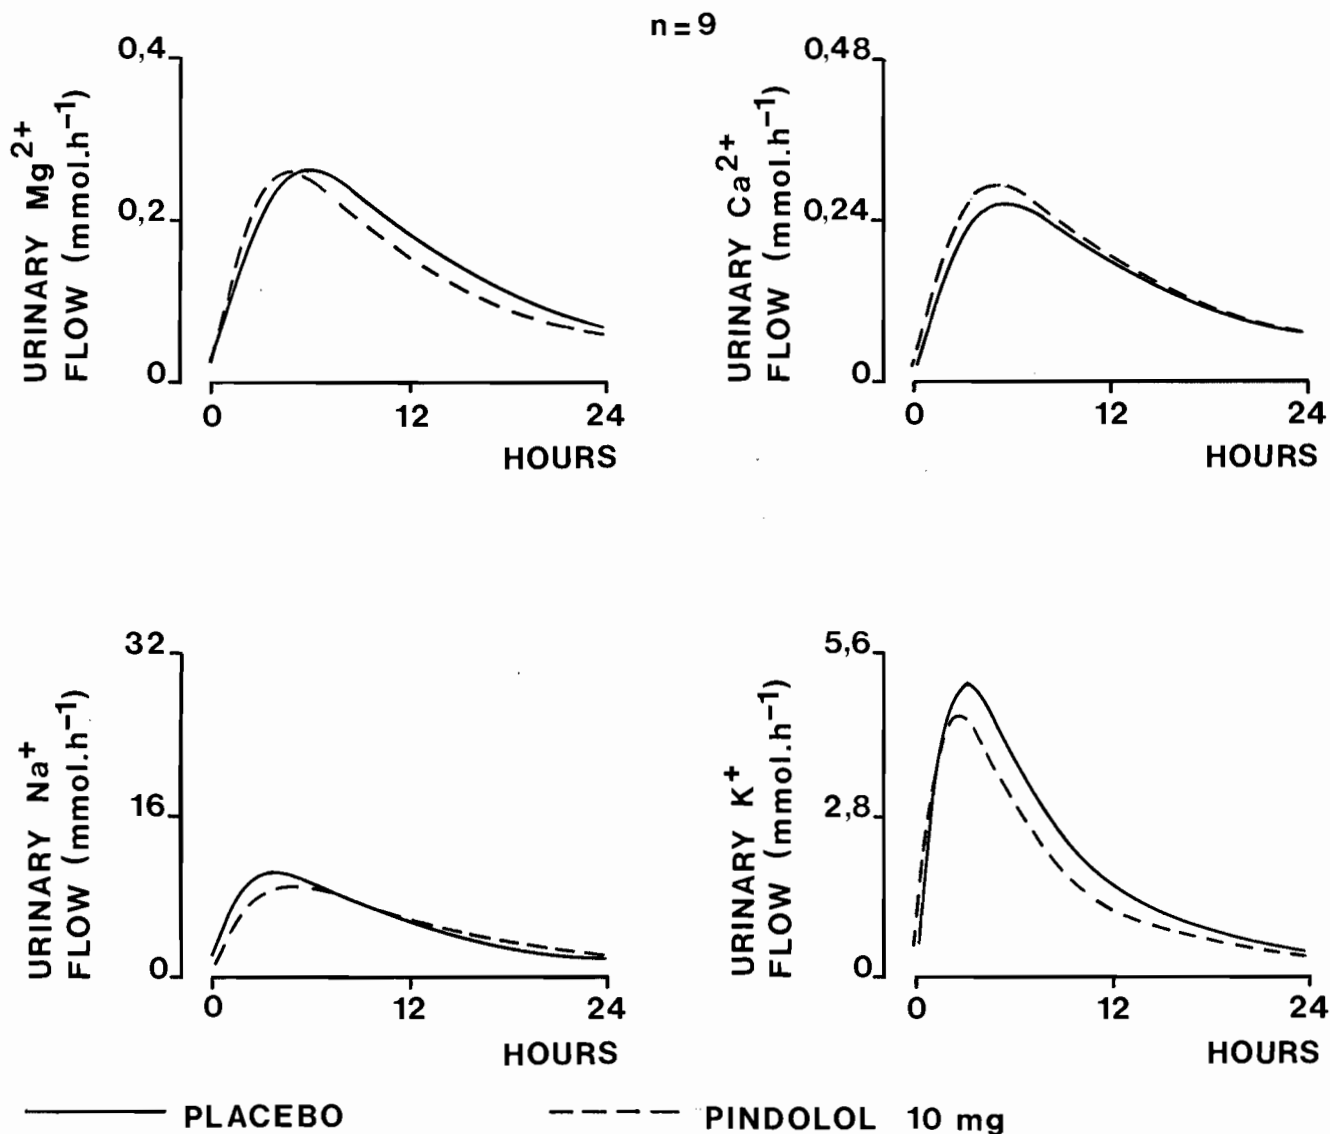 n=9
URINARY Mg2+
FLOW (mmol.h−1)
0,4
0,2
0
0 12 24
HOURS
URINARY Ca2+
FLOW (mmol.h−1)
0,48
0,24
0
0 12 24
HOURS
URINARY Na+
FLOW (mmol.h−1)
32
16
0
0 12 24
HOURS
URINARY K+
FLOW (mmol.h−1)
5,6
2,8
0
0 12 24
HOURS
PLACEBO
PINDOLOL 10 mg